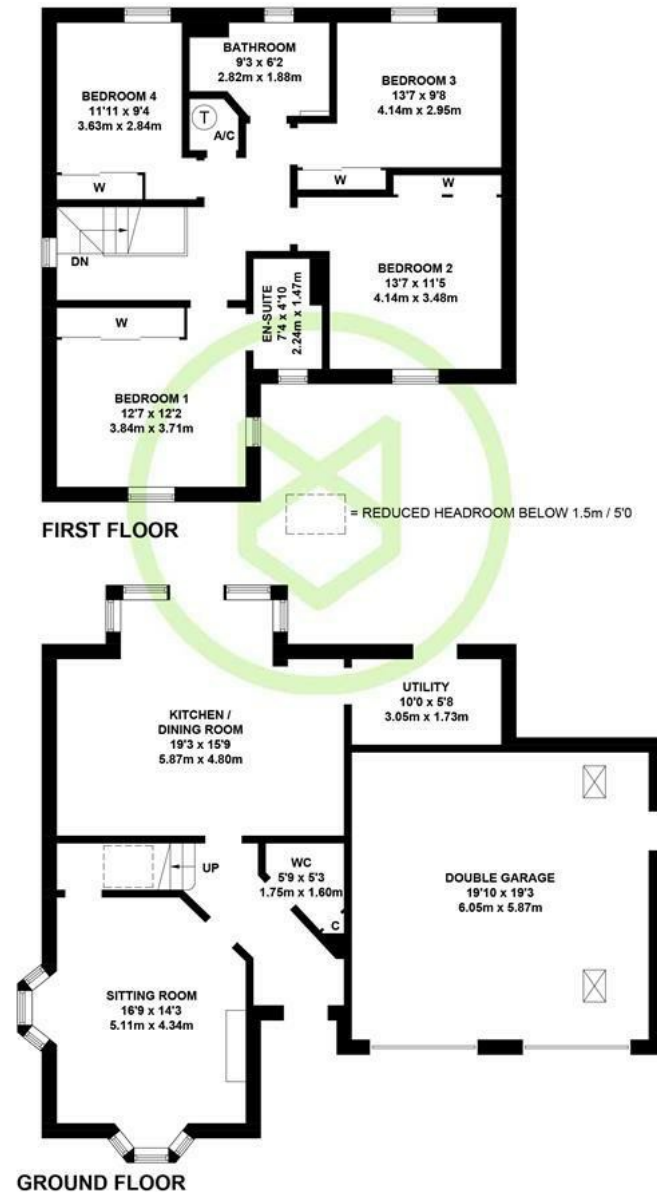 BATHROOM
9'3 x 6'2
2.82m x 1.88m
BEDROOM 4
11'11 x 9'4
3.63m x 2.84m
BEDROOM 3
13'7 x 9'8
4.14m x 2.95m
T
A/C
W
W
W
DN
BEDROOM 2
13'7 x 11'5
4.14m x 3.48m
EN-SUITE
7'4 x 4'10
2.24m x 1.47m
W
BEDROOM 1
12'7 x 12'2
3.84m x 3.71m
= REDUCED HEADROOM BELOW 1.5m / 5'0
FIRST FLOOR
UTILITY
10'0 x 5'8
3.05m x 1.73m
KITCHEN /
DINING ROOM
19'3 x 15'9
5.87m x 4.80m
UP
WC
5'9 x 5'3
1.75m x 1.60m
C
DOUBLE GARAGE
19'10 x 19'3
6.05m x 5.87m
SITTING ROOM
16'9 x 14'3
5.11m x 4.34m
GROUND FLOOR